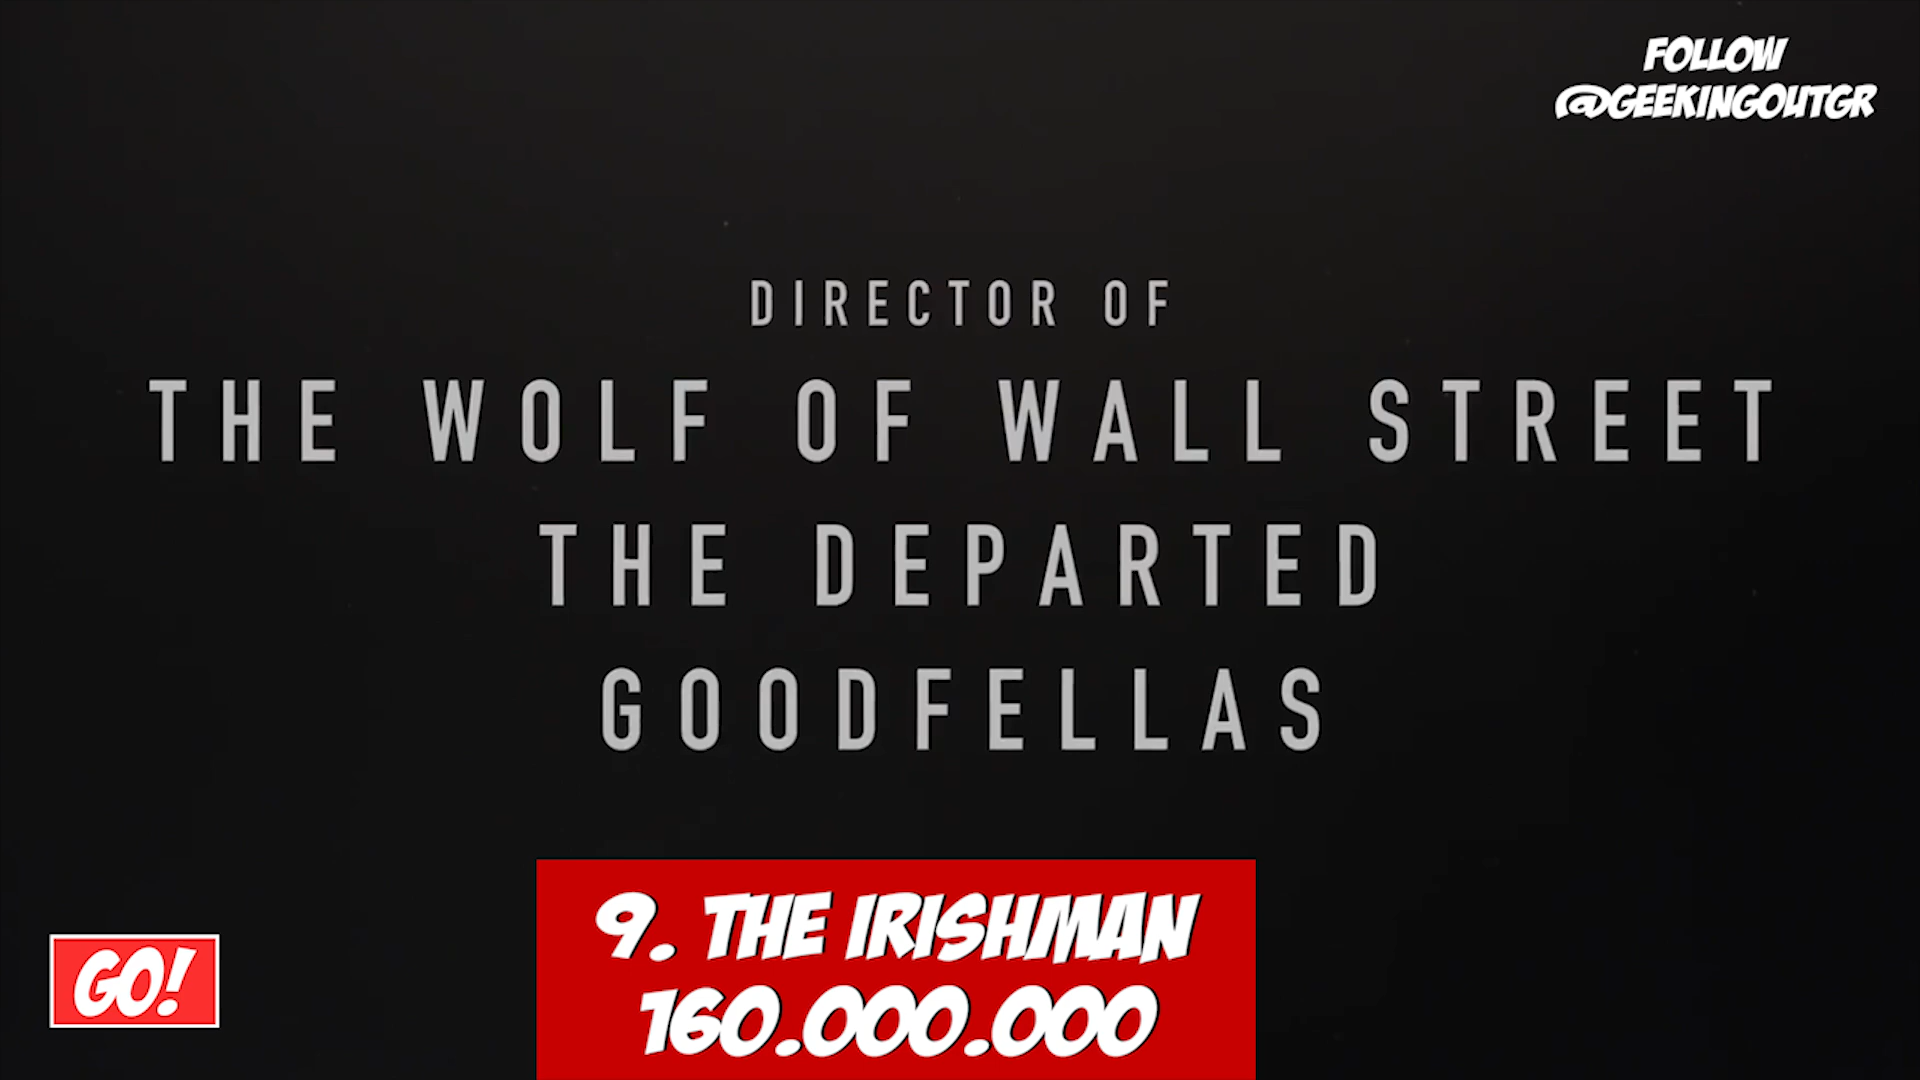 FOLLOW
@GEEKINGOUTGR
DIRECTOR OF
THE WOLF OF WALL STREET
THE DEPARTED
GOODFELLAS
9. THE IRISHMAN
160.000.000
GO!